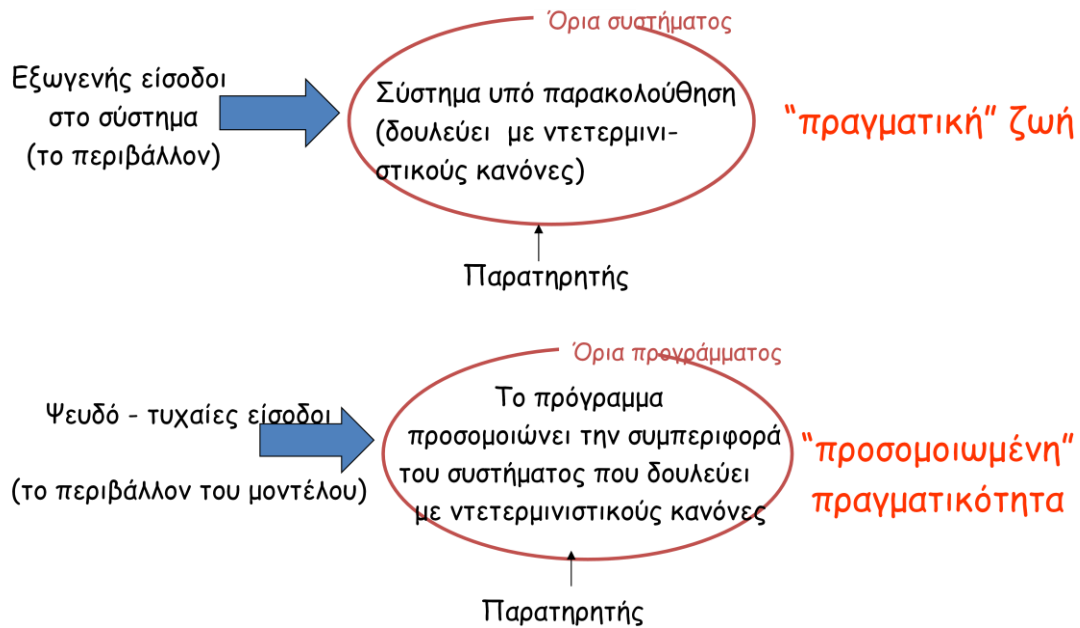 Όρια συστήματος
Εξωγενής είσοδοι
στο σύστημα
(το περιβάλλον)
Σύστημα υπό παρακολούθηση
(δουλεύει με ντετερμινι-
στικούς κανόνες)
"πραγματική" ζωή
Παρατηρητής
Όρια προγράμματος
Ψευδό - τυχαίες είσοδοι
(το περιβάλλον του μοντέλου)
Το πρόγραμμα
προσομοιώνει την συμπεριφορά
του συστήματος που δουλεύει
με ντετερμινιστικούς κανόνες
"προσομοιωμένη"
πραγματικότητα
Παρατηρητής